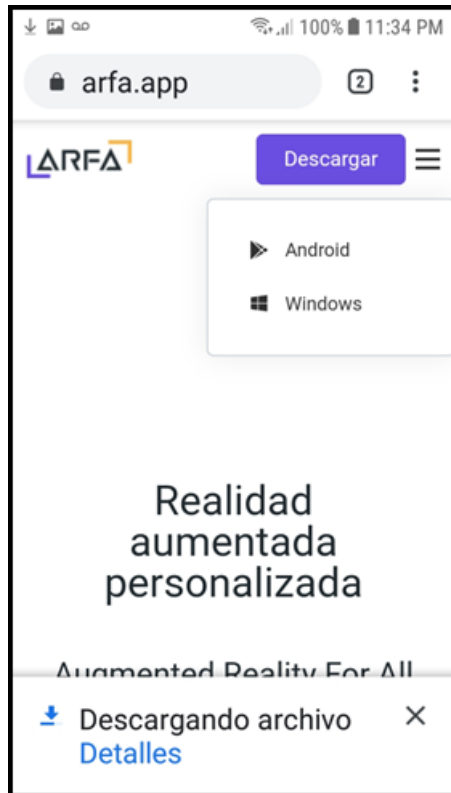 100% 11:34 PM
arfa.app 2
ARFA Descargar
Android
Windows
Realidad
aumentada
personalizada
Augmented Reality For All
Descargando archivo
Detalles